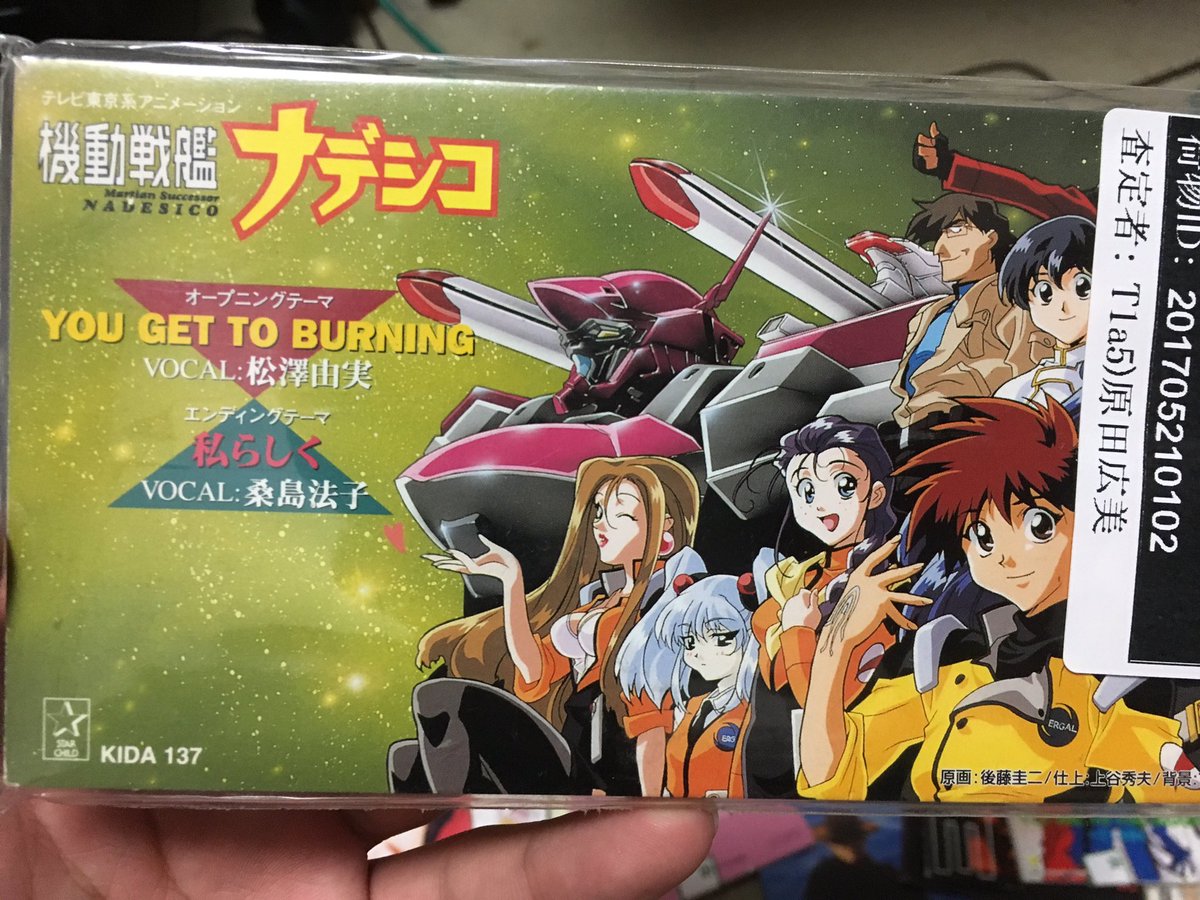 テレビ東京系アニメーション
機動戦艦
ナデシコ
Martian Successor
NADESICO
オープニングテーマ
YOU GET TO BURNING
VOCAL:松澤由実
エンディングテーマ
私らしく
VOCAL:桑島法子
STAR
CHILD
KIDA 137
ERGAL
原画:後藤圭二/仕上:上谷秀夫/背景:
荷物ID: 201705210102
査定者: T1a5)原田広美